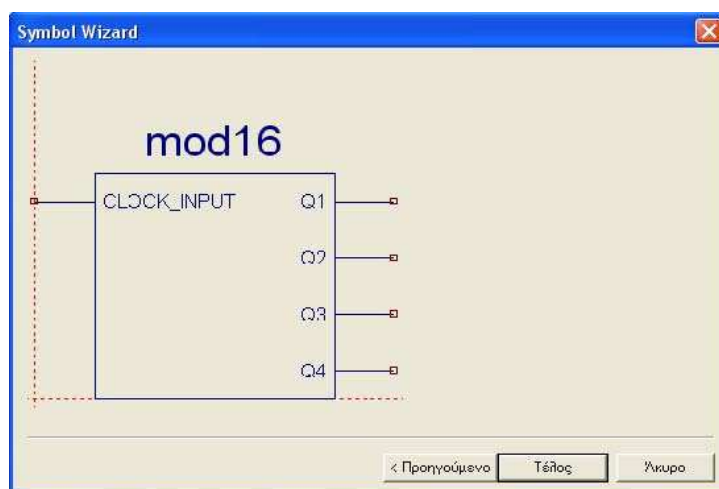 Symbol Wizard
mod16
CLOCK_INPUT Q1
Q2
Q3
Q4
< Προηγούμενο Τέλος Άκυρο